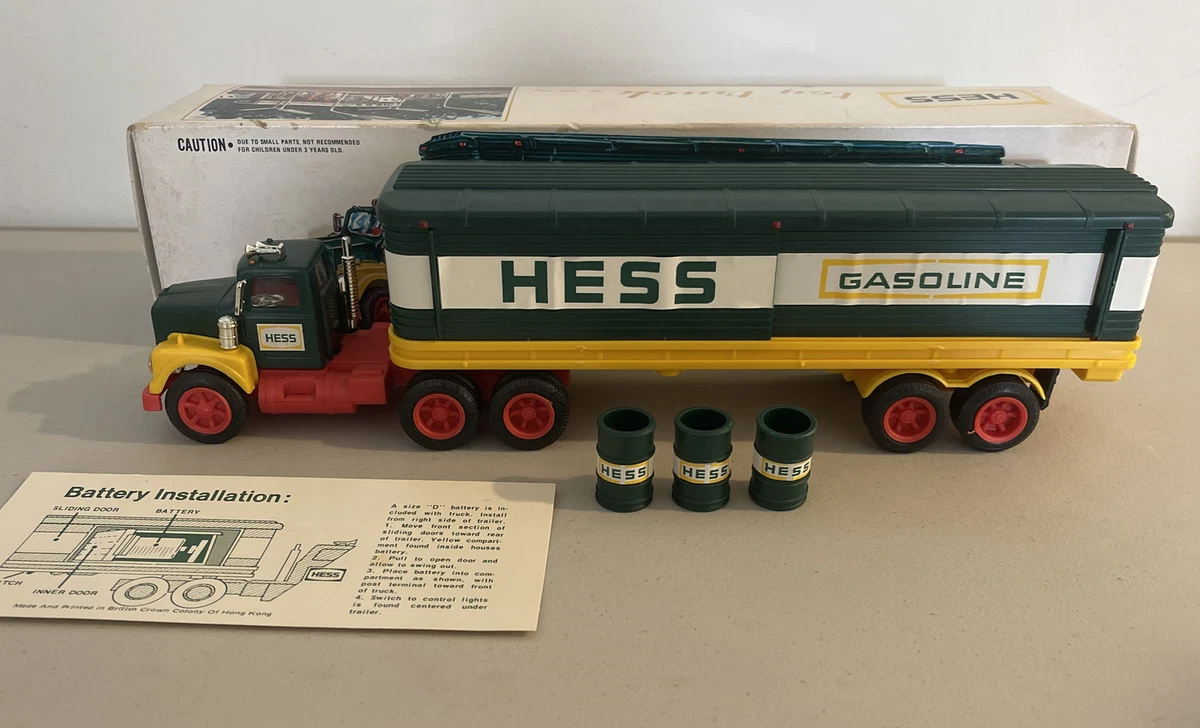 toy truck
HESS
CAUTION • DUE TO SMALL PARTS, NOT RECOMMENDED
FOR CHILDREN UNDER 3 YEARS OLD.
HESS
GASOLINE
HESS
HESS
HESS
HESS
Battery Installation:
SLIDING DOOR
BATTERY
TCH
INNER DOOR
HESS
Made And Printed in British Crown Colony Of Hong Kong
A size "D" battery is in-
cluded with truck. Install
from right side of trailer.
1. Move front section of
sliding doors toward rear
of trailer. Yellow compart-
ment found inside houses
battery.
2. Pull to open door and
allow to swing out.
3. Place battery into com-
partment as shown, with
post terminal toward front
of truck.
4. Switch to control lights
is found centered under
trailer.